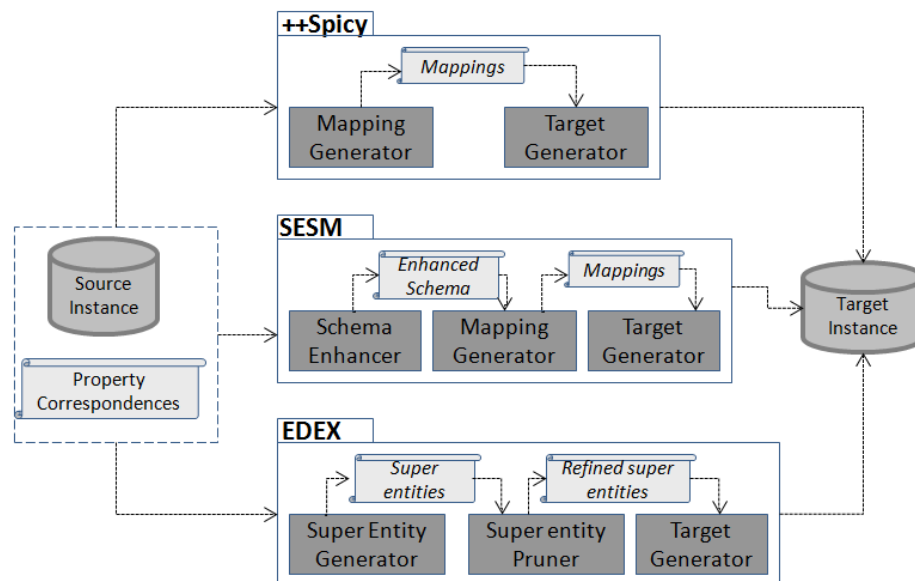 ++Spicy
Mappings
Mapping
Generator
Target
Generator
SESM
Enhanced
Schema
Mappings
Schema
Enhancer
Mapping
Generator
Target
Generator
Source
Instance
Property
Correspondences
Target
Instance
EDEX
Super
entities
Refined super
entities
Super Entity
Generator
Super entity
Pruner
Target
Generator